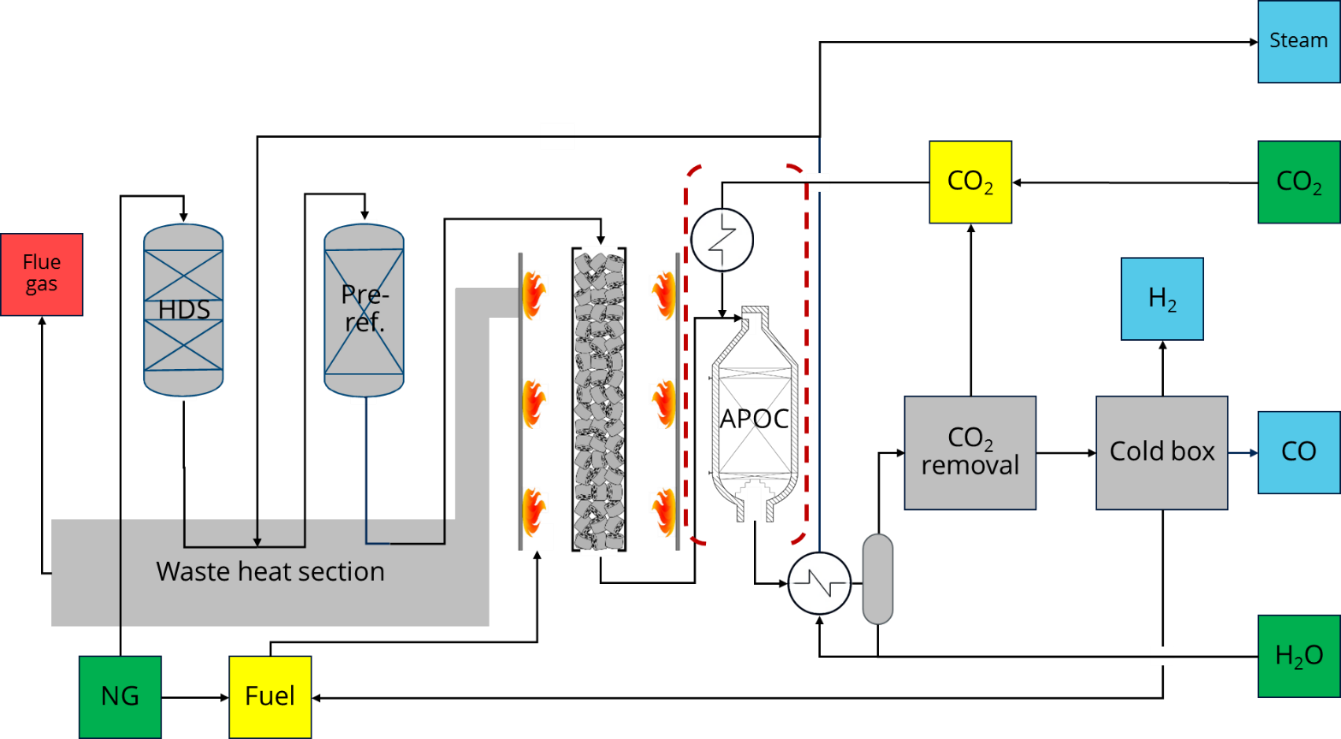 Steam
CO₂
CO₂
Flue
gas
HDS
Pre-
ref.
H₂
APOC
CO₂
removal
Cold box
CO
Waste heat section
NG
Fuel
H₂O